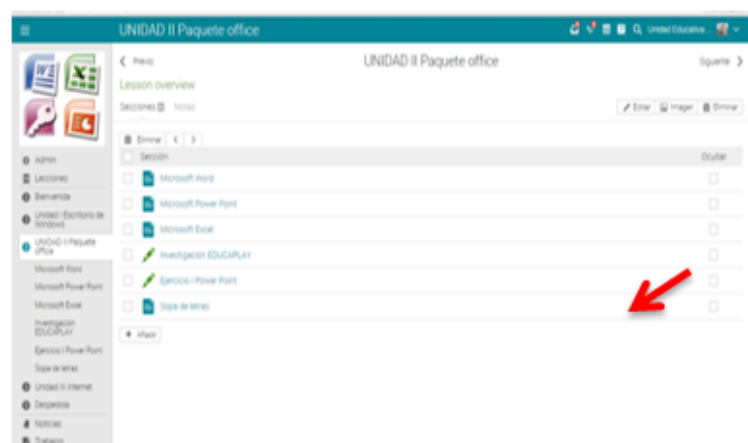 UNIDAD II Paquete office
Unidad Educativa...
Previo
UNIDAD II Paquete office
Siguiente
Lesson overview
Secciones
Notas
Editar
Imagen
Eliminar
Eliminar
Sección
Ocultar
Microsoft Word
Microsoft Power Point
Microsoft Excel
Investigación EDUCAPLAY
Ejercicio I Power Point
Sopa de letras
Añadir
Admin
Lecciones
Bienvenida
Unidad I Escritorio de
Windows
UNIDAD II Paquete
office
Microsoft Word
Microsoft Power Point
Microsoft Excel
Investigación
EDUCAPLAY
Ejercicio I Power Point
Sopa de letras
Unidad III Internet
Despedida
Noticias
Trabajos